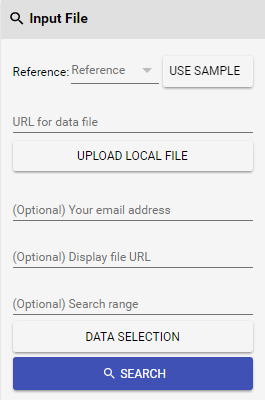 Input File
Reference: Reference USE SAMPLE
URL for data file
UPLOAD LOCAL FILE
(Optional) Your email address
(Optional) Display file URL
(Optional) Search range
DATA SELECTION
SEARCH